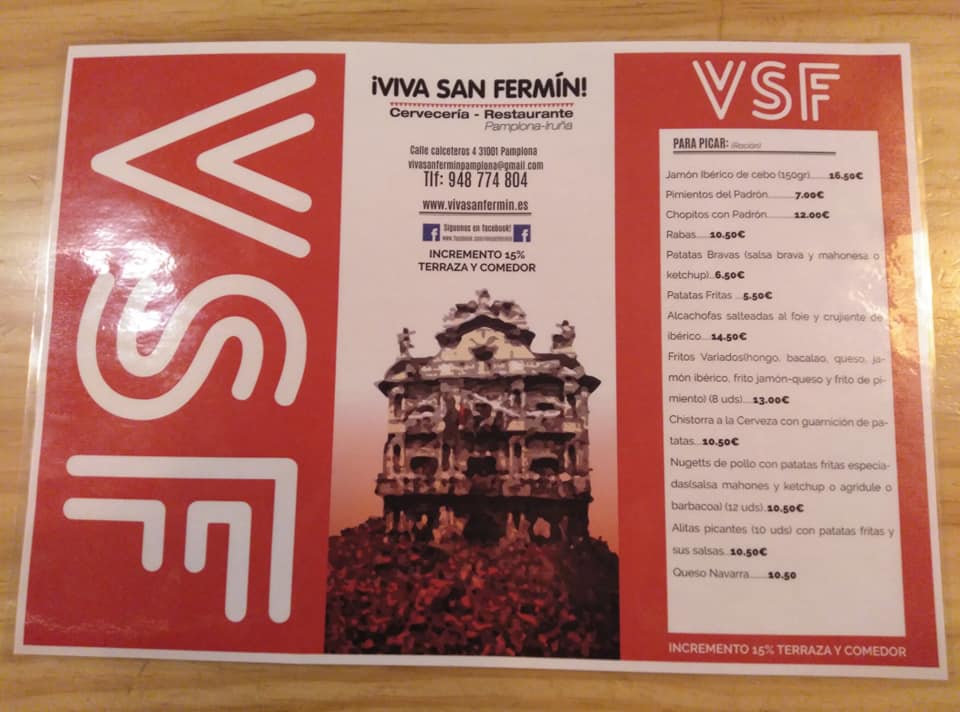 VSF
¡VIVA SAN FERMÍN!
Cervecería - Restaurante
Pamplona-Iruña
Calle calceteros 4 31001 Pamplona
vivasanferminpamplona@gmail.com
Tlf: 948 774 804
www.vivasanfermin.es
Siguenos en facebook!
INCREMENTO 15%
TERRAZA Y COMEDOR
VSF
PARA PICAR: (Ración)
Jamón Ibérico de cebo (150gr)........16.50€
Pimientos del Padrón.........7.00€
Chopitos con Padrón.........12.00€
Rabas.....10.50€
Patatas Bravas (salsa brava y mahonesa o
ketchup)..6.50€
Patatas Fritas ...5.50€
Alcachofas salteadas al foie y crujiente de
ibérico....14.50€
Fritos Variados(hongo, bacalao, queso, ja-
món ibérico, frito jamón-queso y frito de pi-
miento) (8 uds)....13.00€
Chistorra a la Cerveza con guarnición de pa-
tatas...10.50€
Nugetts de pollo con patatas fritas especia-
das(salsa mahones y ketchup o agridule o
barbacoa) (12 uds).10.50€
Alitas picantes (10 uds) con patatas fritas y
sus salsas...10.50€
Queso Navarra........10.50
INCREMENTO 15% TERRAZA Y COMEDOR